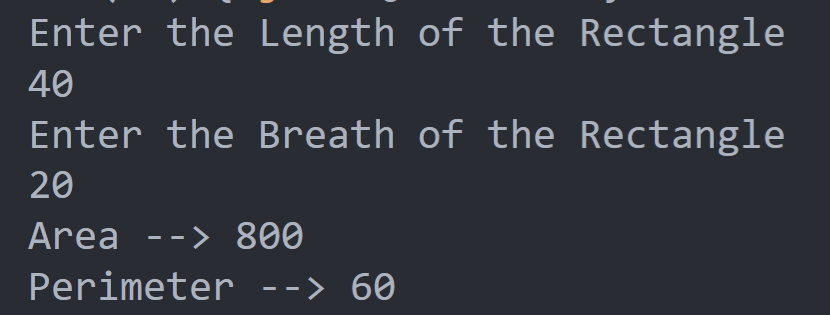 Enter the Length of the Rectangle
40
Enter the Breath of the Rectangle
20
Area --> 800
Perimeter --> 60